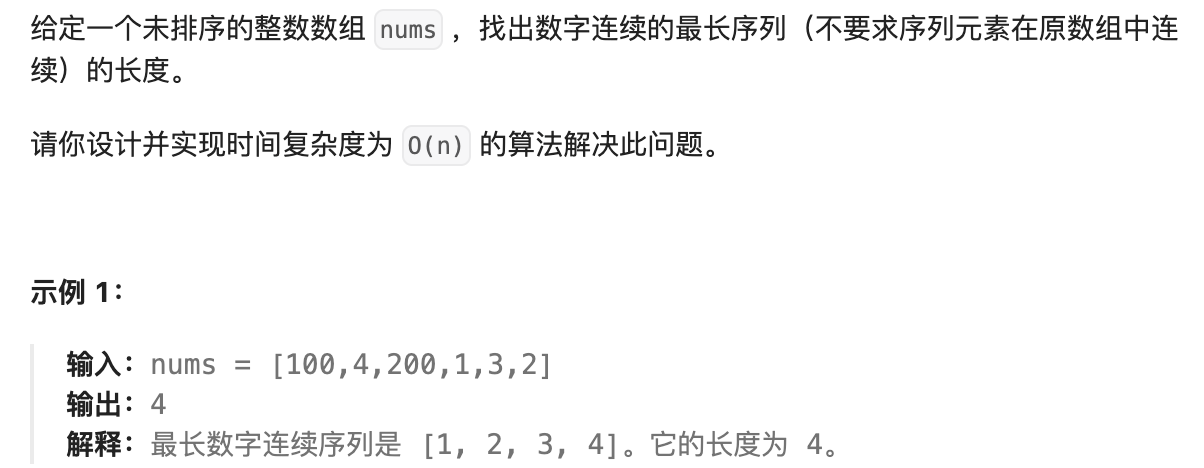 给定一个未排序的整数数组 nums ，找出数字连续的最长序列（不要求序列元素在原数组中连
续）的长度。
请你设计并实现时间复杂度为 O(n) 的算法解决此问题。
示例 1：
输入：nums = [100,4,200,1,3,2]
输出：4
解释：最长数字连续序列是 [1, 2, 3, 4]。它的长度为 4。